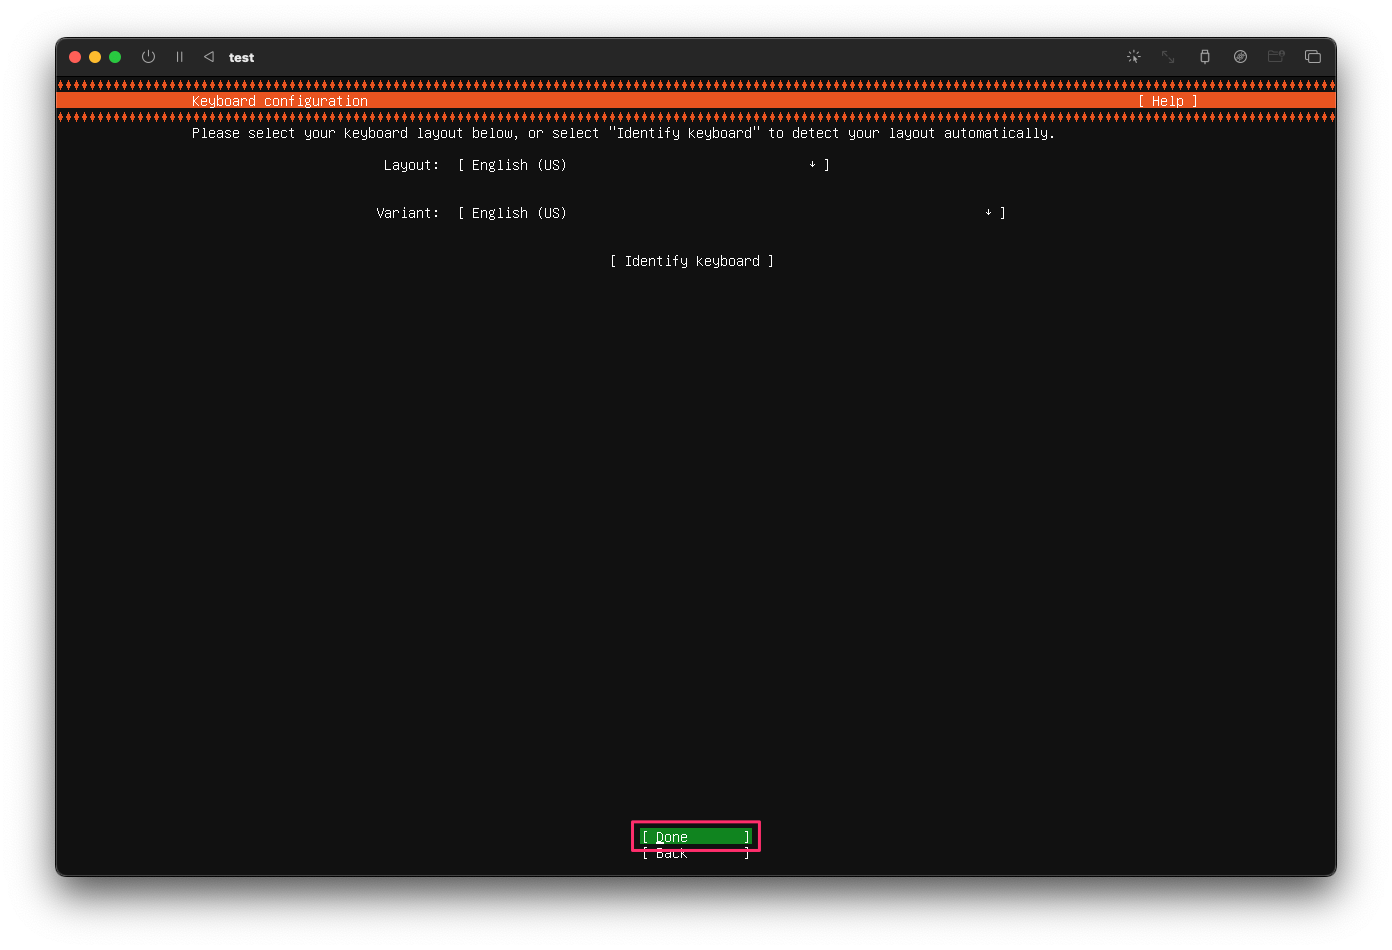 test
Keyboard configuration [ Help ]
Please select your keyboard layout below, or select "Identify keyboard" to detect your layout automatically.
Layout: [ English (US) ]
Variant: [ English (US) ]
[ Identify keyboard ]
[ Done ]
[ Back ]